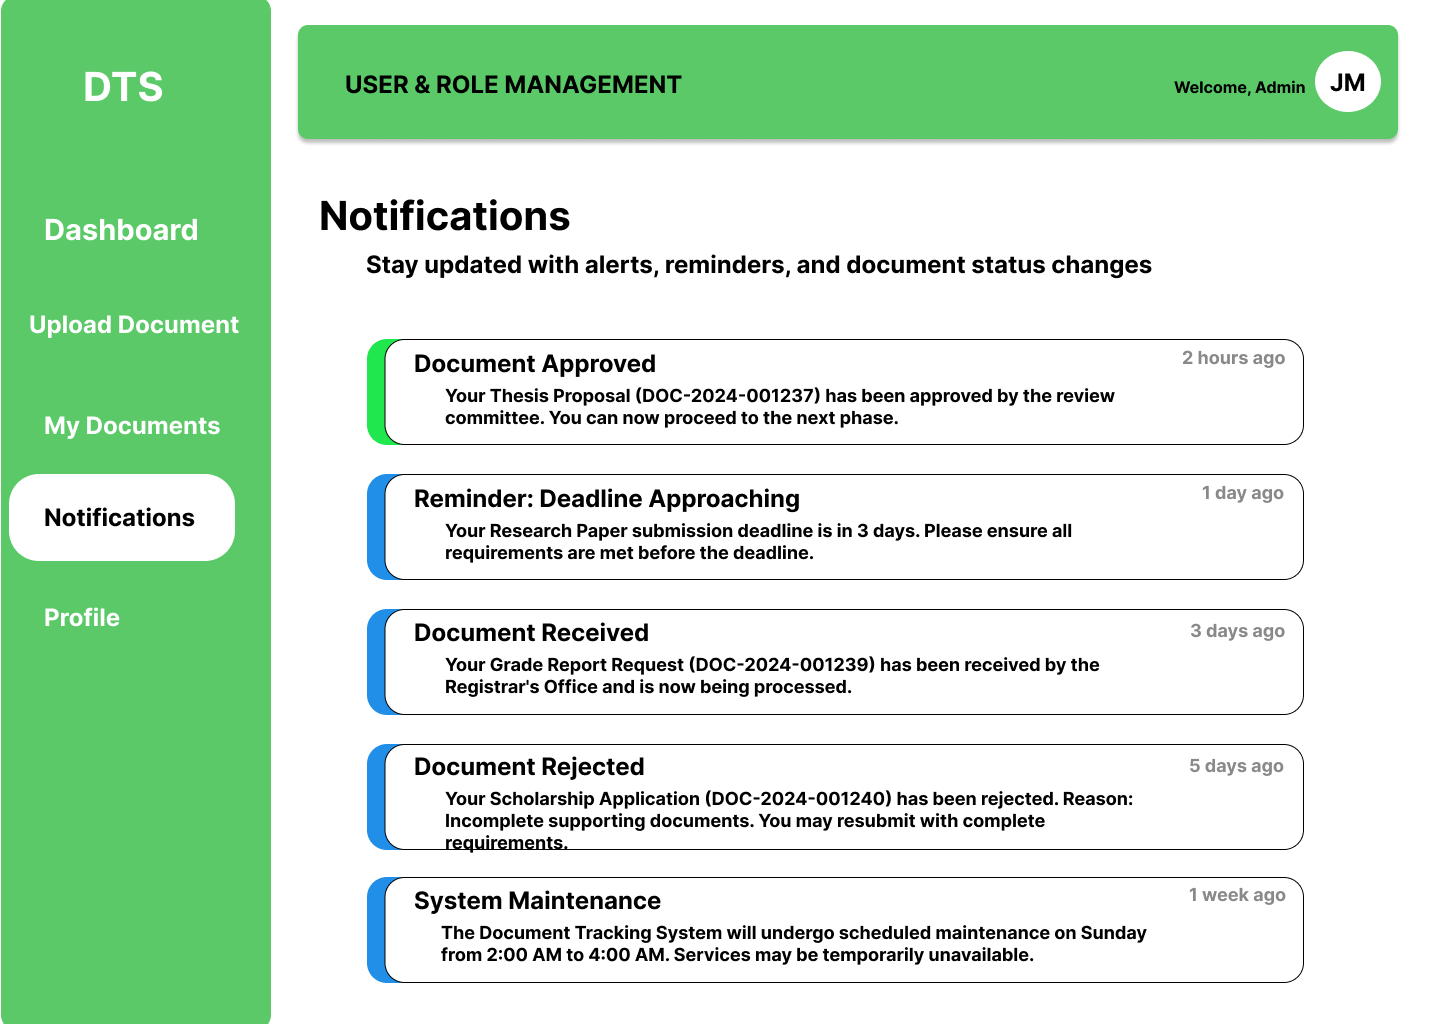 DTS
Dashboard
Upload Document
My Documents
Notifications
Profile
USER & ROLE MANAGEMENT
Welcome, Admin
JM
Notifications
Stay updated with alerts, reminders, and document status changes
Document Approved
2 hours ago
Your Thesis Proposal (DOC-2024-001237) has been approved by the review
committee. You can now proceed to the next phase.
Reminder: Deadline Approaching
1 day ago
Your Research Paper submission deadline is in 3 days. Please ensure all
requirements are met before the deadline.
Document Received
3 days ago
Your Grade Report Request (DOC-2024-001239) has been received by the
Registrar's Office and is now being processed.
Document Rejected
5 days ago
Your Scholarship Application (DOC-2024-001240) has been rejected. Reason:
Incomplete supporting documents. You may resubmit with complete
requirements.
System Maintenance
1 week ago
The Document Tracking System will undergo scheduled maintenance on Sunday
from 2:00 AM to 4:00 AM. Services may be temporarily unavailable.